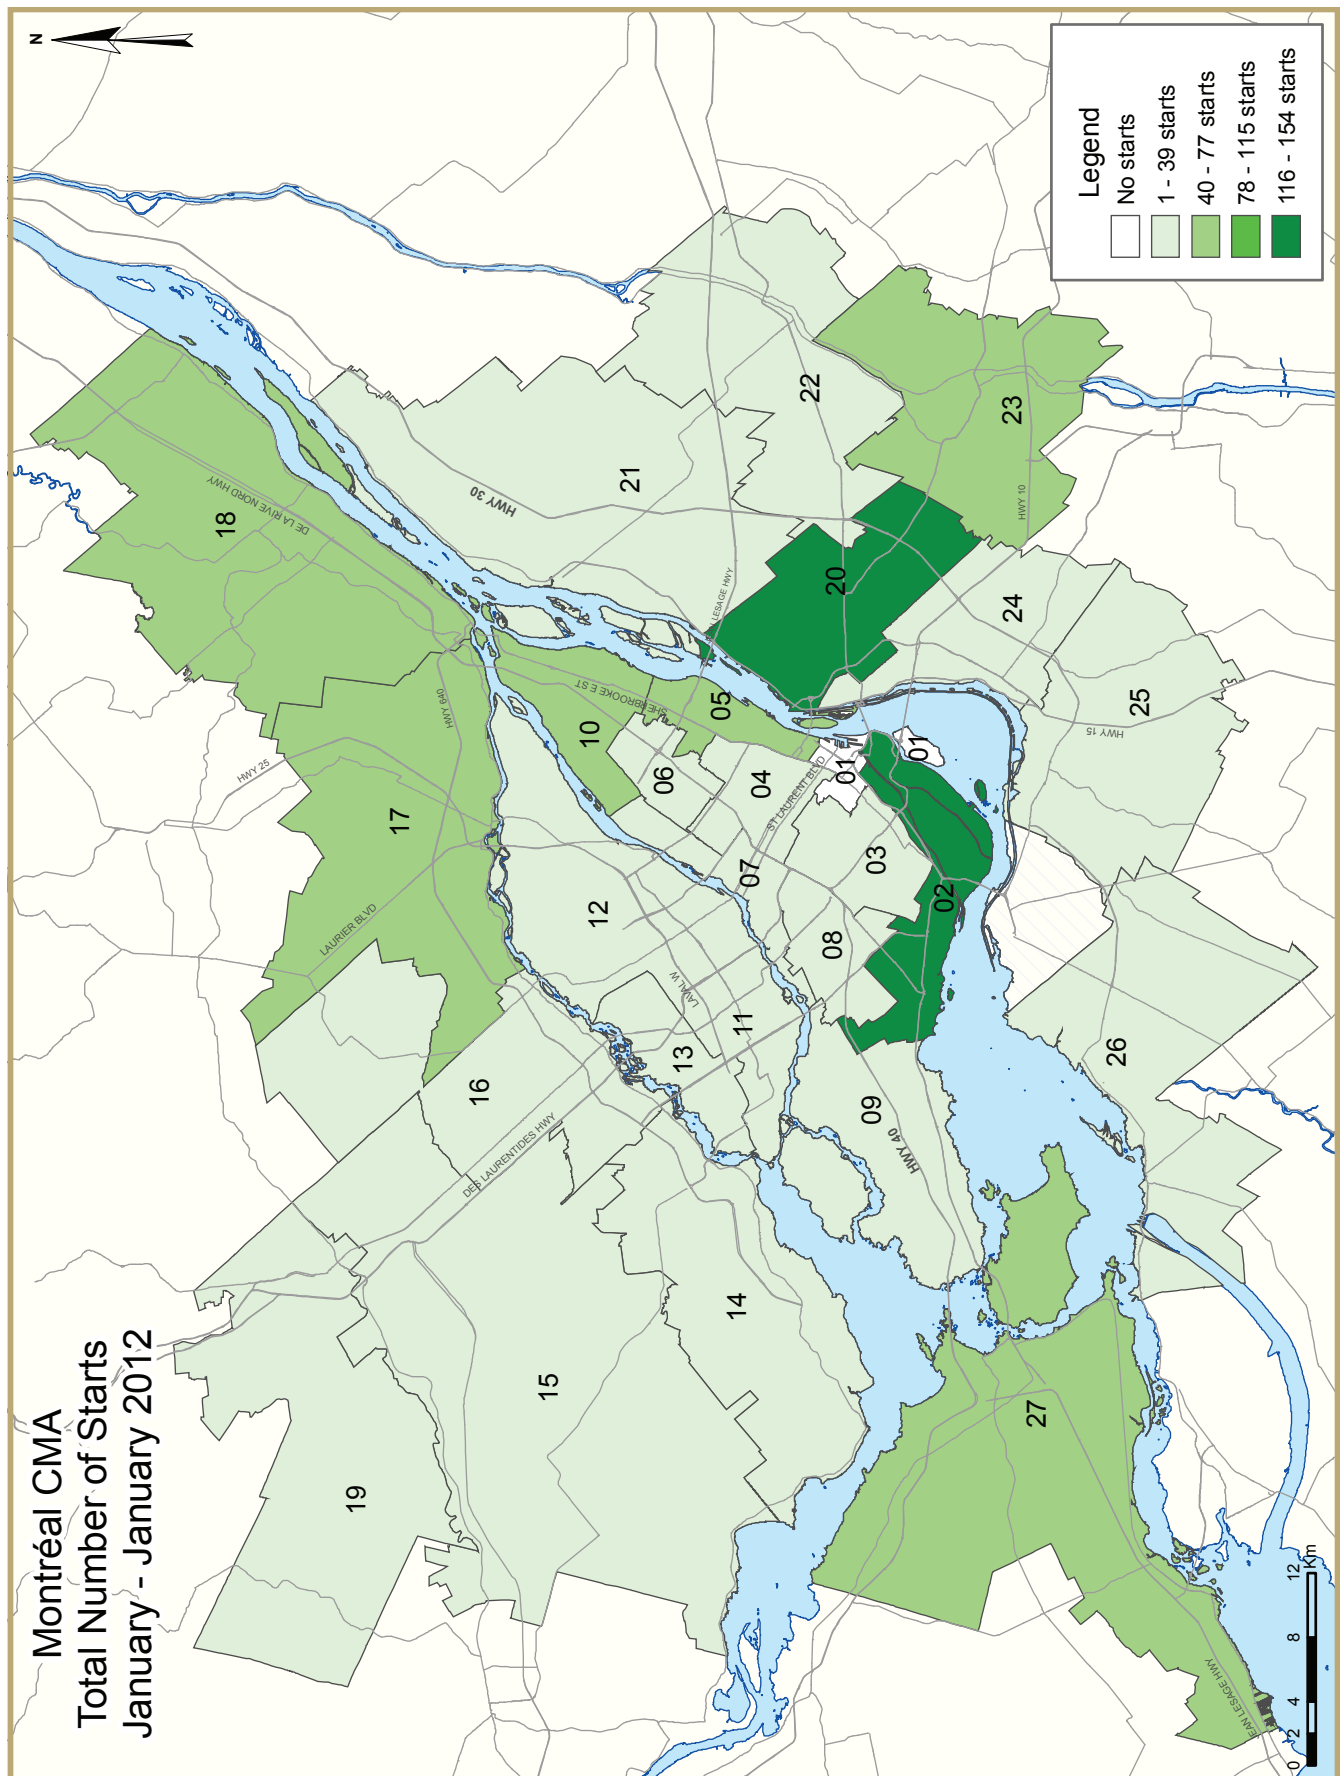 Montréal CMA
Total Number of Starts
January - January 2012
N
19
15
14
16
17
18
13
11
12
10
06
05
04
07
03
08
09
01
01
02
20
21
22
23
24
25
26
27
DES LAURENTIDES HWY
LAURIER BLVD
HWY 25
HWY 640
DE LA RIVE NORD HWY
HWY 30
SHERBROOKE E ST
LESAGE HWY
ST LAURENT BLVD
LAVAL W
HWY 40
HWY 10
HWY 15
EAN LESAGE HWY
Legend
No starts
1 - 39 starts
40 - 77 starts
78 - 115 starts
116 - 154 starts
0 2 4 8 12
Km